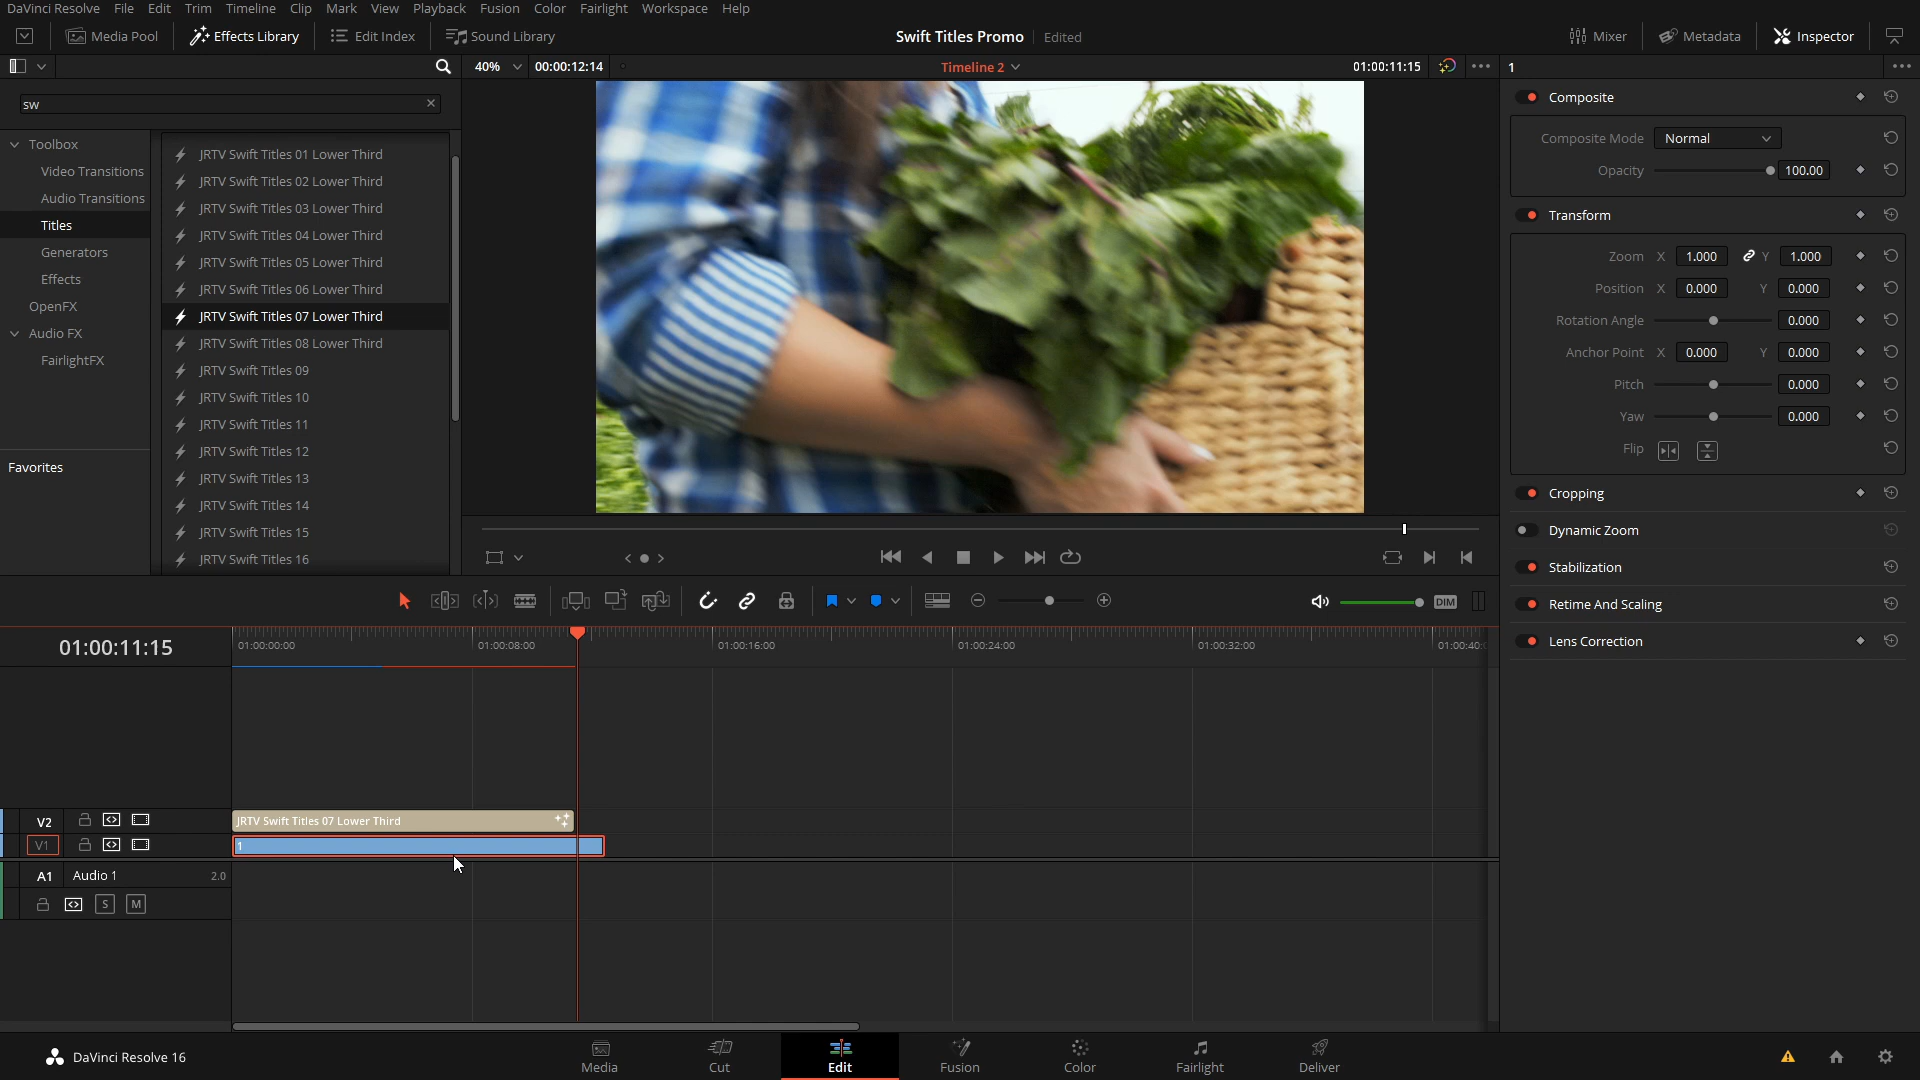 DaVinci Resolve File Edit Trim Timeline Clip Mark View Playback Fusion Color Fairlight Workspace Help
Media Pool Effects Library Edit Index Sound Library Swift Titles Promo Edited Mixer Metadata Inspector
40% 00:00:12:14 Timeline 2 01:00:11:15 1
sw
Toolbox
Video Transitions
Audio Transitions
Titles
Generators
Effects
OpenFX
Audio FX
FairlightFX
Favorites
JRTV Swift Titles 01 Lower Third
JRTV Swift Titles 02 Lower Third
JRTV Swift Titles 03 Lower Third
JRTV Swift Titles 04 Lower Third
JRTV Swift Titles 05 Lower Third
JRTV Swift Titles 06 Lower Third
JRTV Swift Titles 07 Lower Third
JRTV Swift Titles 08 Lower Third
JRTV Swift Titles 09
JRTV Swift Titles 10
JRTV Swift Titles 11
JRTV Swift Titles 12
JRTV Swift Titles 13
JRTV Swift Titles 14
JRTV Swift Titles 15
JRTV Swift Titles 16
Composite
Composite Mode Normal
Opacity 100.00
Transform
Zoom X 1.000 Y 1.000
Position X 0.000 Y 0.000
Rotation Angle 0.000
Anchor Point X 0.000 Y 0.000
Pitch 0.000
Yaw 0.000
Flip
Cropping
Dynamic Zoom
Stabilization
Retime And Scaling
Lens Correction
DIM
01:00:11:15 01:00:00:00 01:00:08:00 01:00:16:00 01:00:24:00 01:00:32:00 01:00:40:
V2 JRTV Swift Titles 07 Lower Third
V1 1
A1 Audio 1 2.0
S M
DaVinci Resolve 16 Media Cut Edit Fusion Color Fairlight Deliver